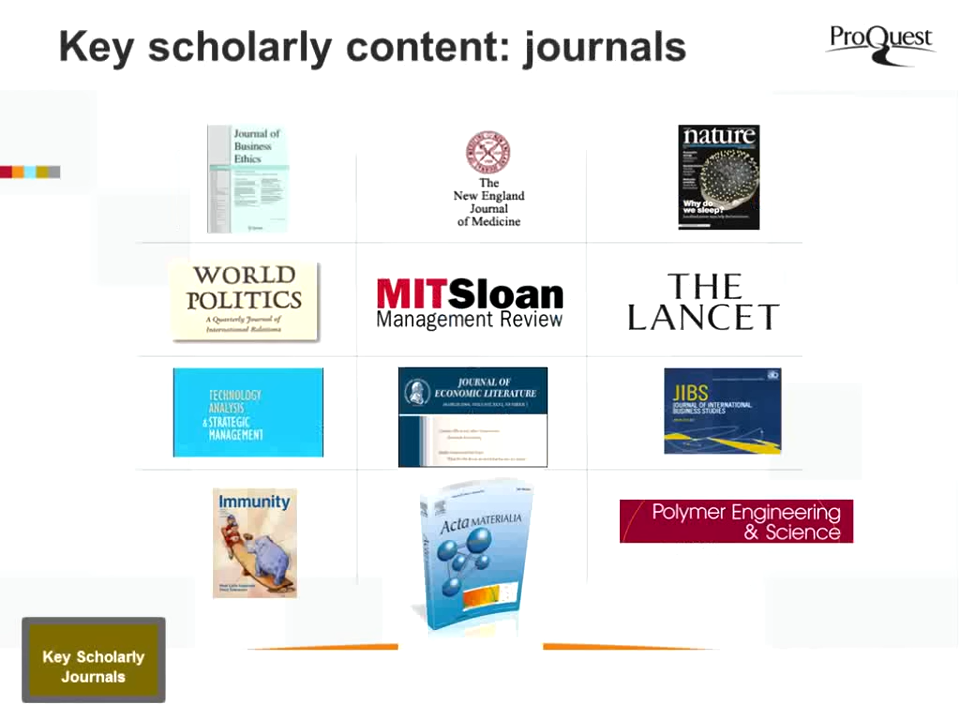 Key scholarly content: journals
ProQuest
Journal of
Business
Ethics
The
New England
Journal
of Medicine
nature
Why do
we sleep?
WORLD
POLITICS
A Quarterly Journal of
International Relations
MITSloan
Management Review
THE
LANCET
TECHNOLOGY
ANALYSIS
& STRATEGIC
MANAGEMENT
JOURNAL OF
ECONOMIC LITERATURE
JIBS
JOURNAL OF INTERNATIONAL
BUSINESS STUDIES
Immunity
Acta MATERIALIA
Polymer Engineering
& Science
Key Scholarly
Journals